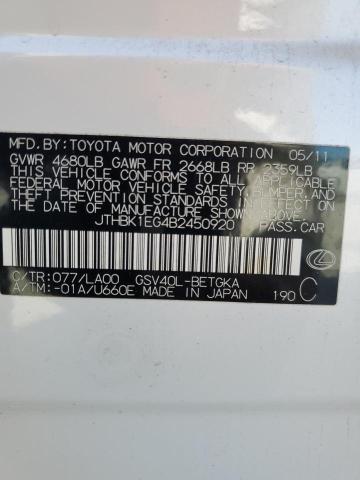 MFD. BY: TOYOTA MOTOR CORPORATION 05/11
GVWR 4680LB GAWR FR 2668LB RR 2359LB
THIS VEHICLE CONFORMS TO ALL APPLICABLE
FEDERAL MOTOR VEHICLE SAFETY, BUMPER, AND
THEFT PREVENTION STANDARDS IN EFFECT ON
THE DATE OF MANUFACTURE SHOWN ABOVE.
JTHBK1EG4B2450920 PASS.CAR
C/TR: 077/LA00 GSV40L-BETGKA
A/TM: -01A/U660E MADE IN JAPAN 190 C